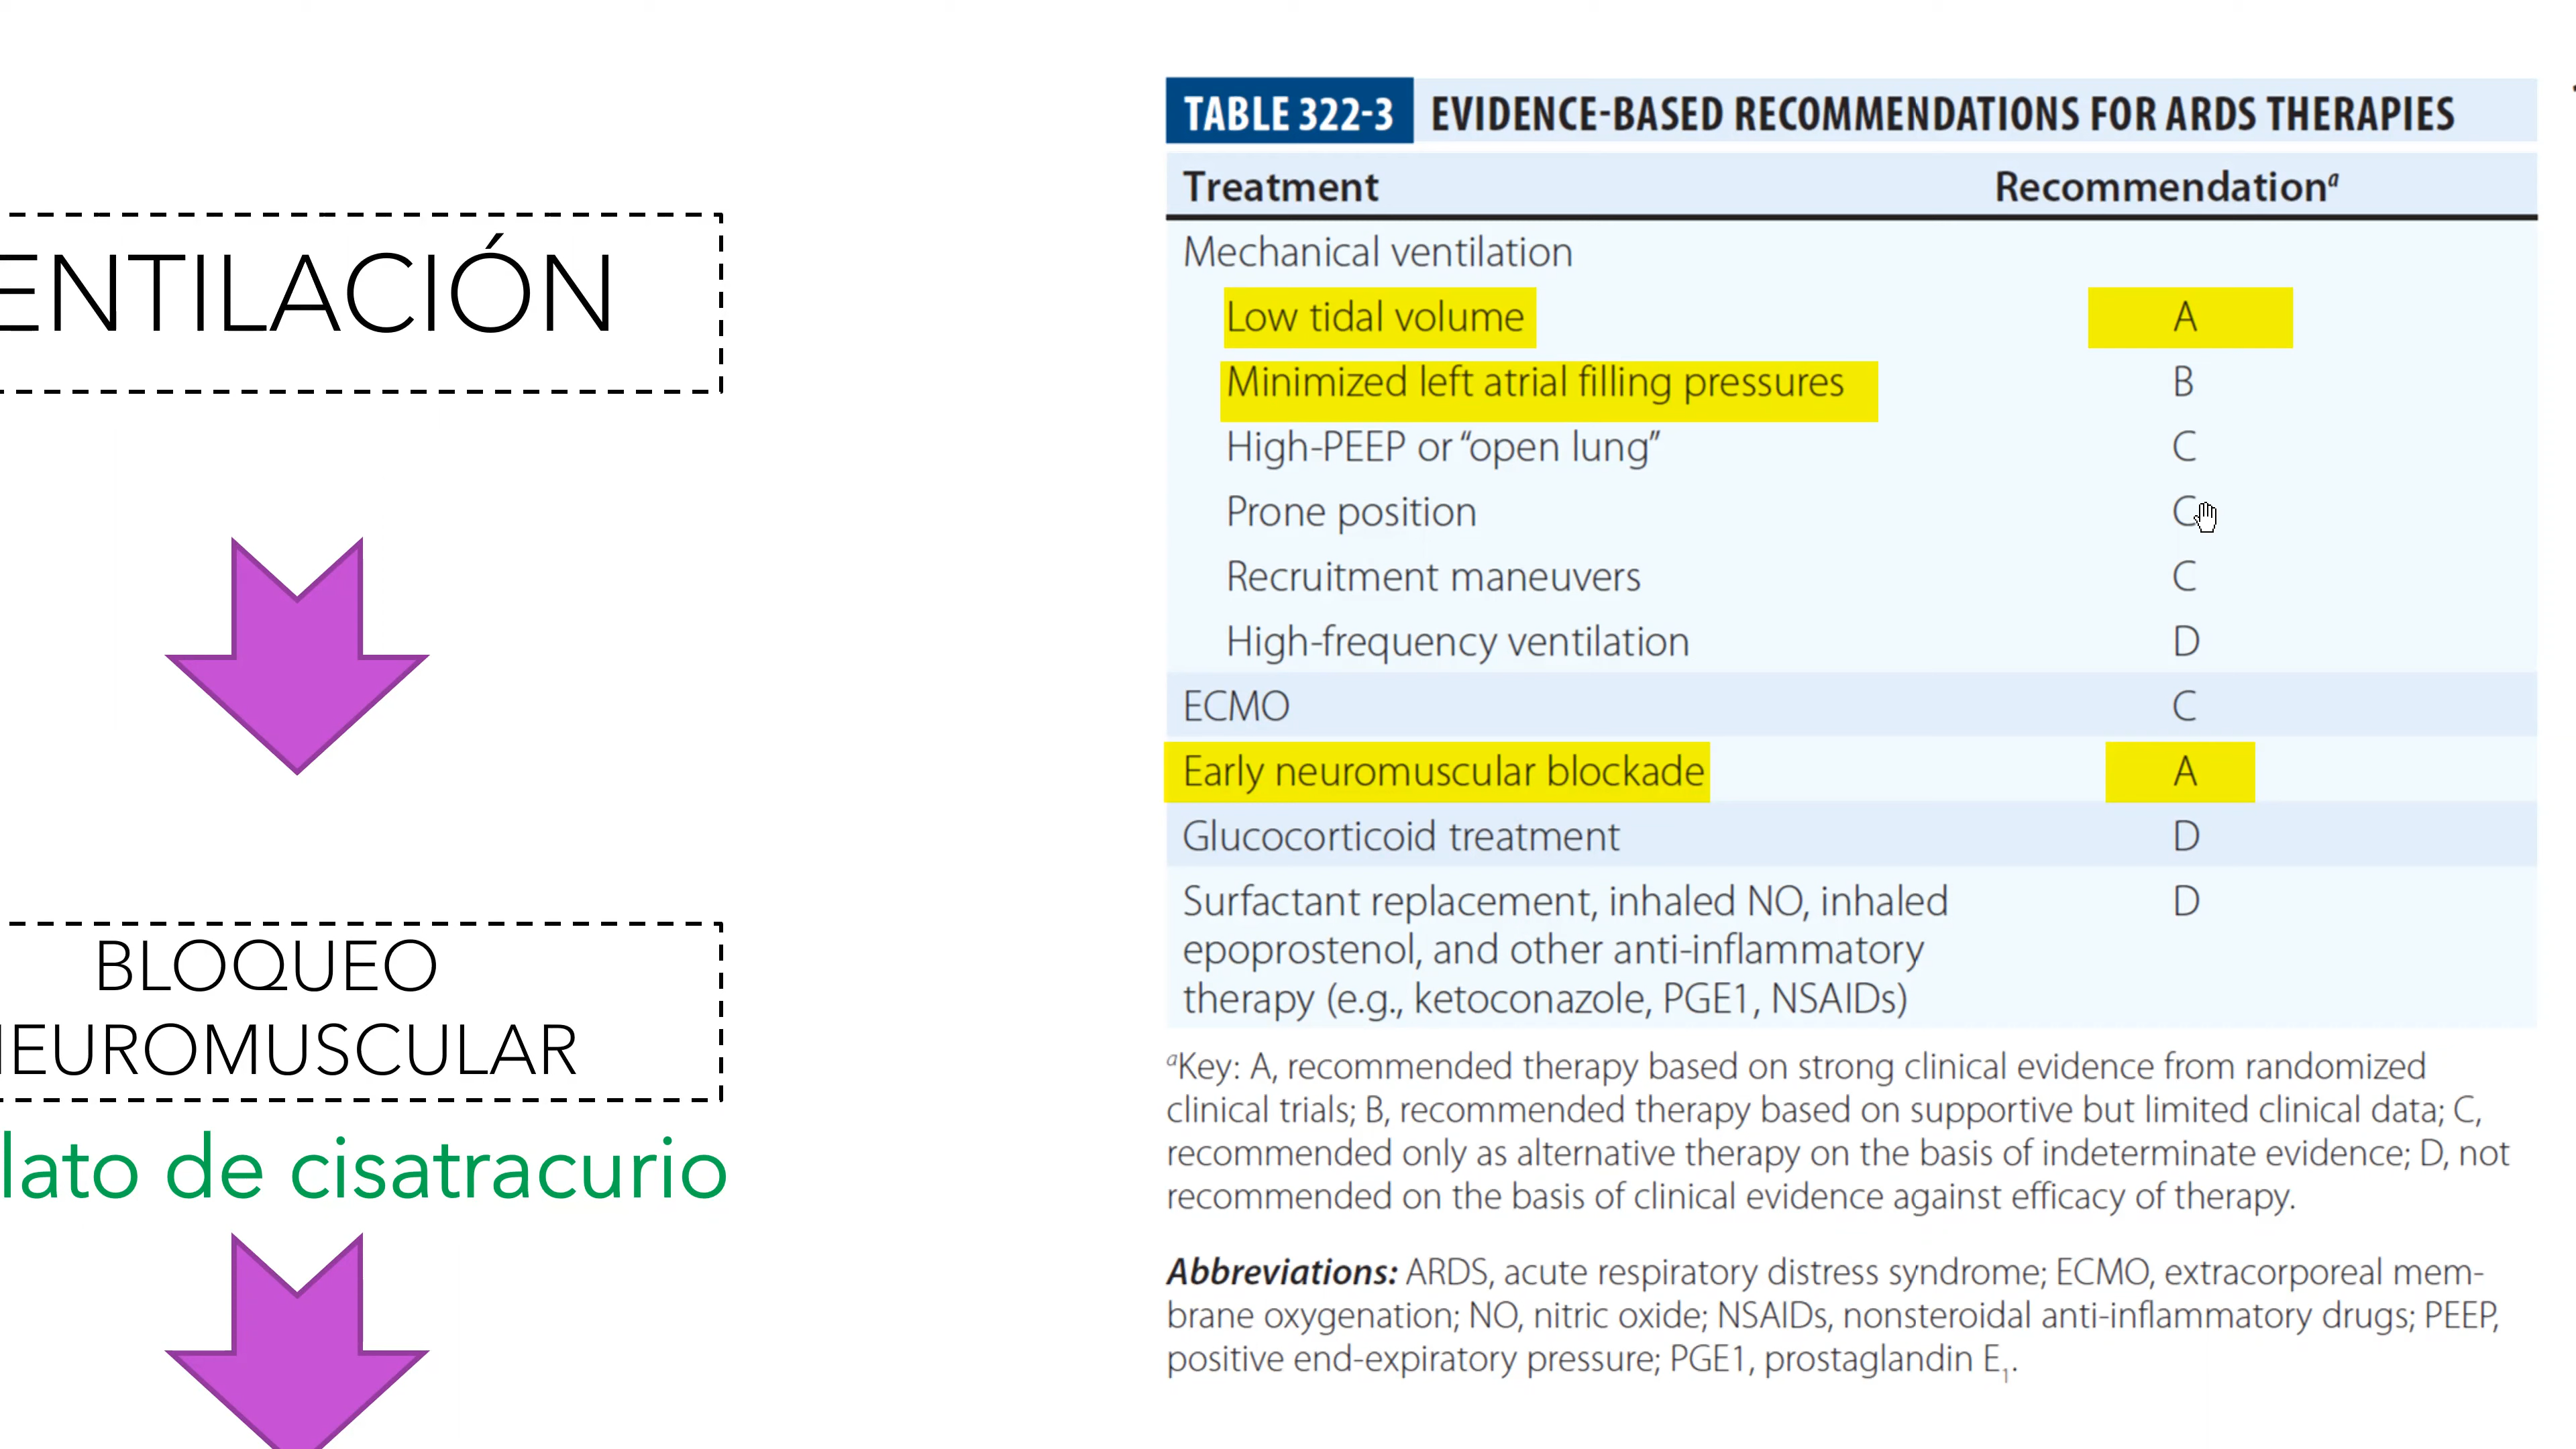 ENTILACIÓN
BLOQUEO
EUROMUSCULAR
lato de cisatracurio
TABLE 322-3 EVIDENCE-BASED RECOMMENDATIONS FOR ARDS THERAPIES
Treatment Recommendationᵃ
Mechanical ventilation
Low tidal volume A
Minimized left atrial filling pressures B
High-PEEP or “open lung” C
Prone position C
Recruitment maneuvers C
High-frequency ventilation D
ECMO C
Early neuromuscular blockade A
Glucocorticoid treatment D
Surfactant replacement, inhaled NO, inhaled D
epoprostenol, and other anti-inflammatory
therapy (e.g., ketoconazole, PGE1, NSAIDs)
ᵃKey: A, recommended therapy based on strong clinical evidence from randomized
clinical trials; B, recommended therapy based on supportive but limited clinical data; C,
recommended only as alternative therapy on the basis of indeterminate evidence; D, not
recommended on the basis of clinical evidence against efficacy of therapy.
Abbreviations: ARDS, acute respiratory distress syndrome; ECMO, extracorporeal mem-
brane oxygenation; NO, nitric oxide; NSAIDs, nonsteroidal anti-inflammatory drugs; PEEP,
positive end-expiratory pressure; PGE1, prostaglandin E₁.